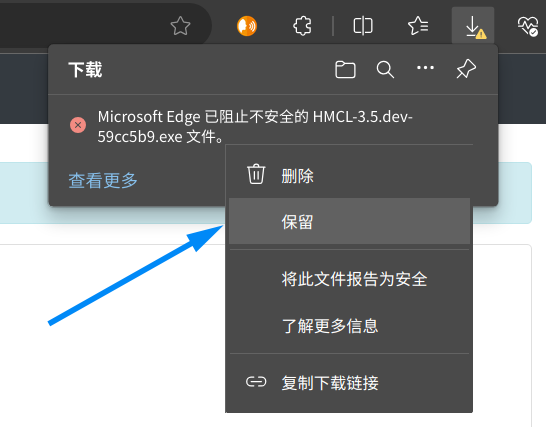 下载
Microsoft Edge 已阻止不安全的 HMCL-3.5.dev-
59cc5b9.exe 文件。
查看更多
删除
保留
将此文件报告为安全
了解更多信息
复制下载链接